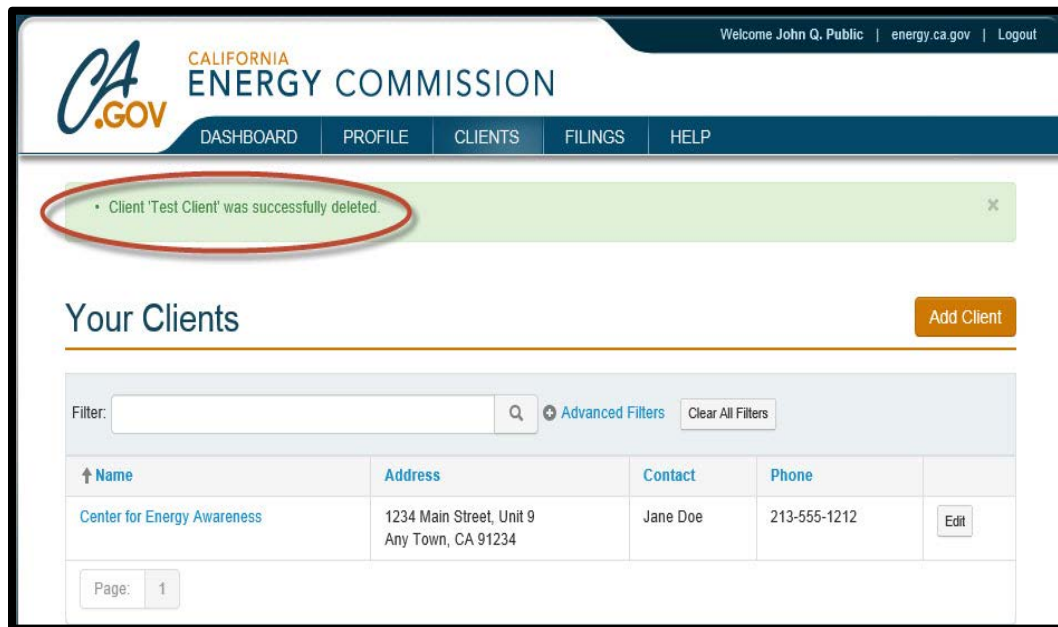 Welcome John Q. Public | energy.ca.gov | Logout
CA
.GOV
CALIFORNIA
ENERGY COMMISSION
DASHBOARD PROFILE CLIENTS FILINGS HELP
• Client 'Test Client' was successfully deleted. ×
Your Clients
Add Client
Filter: Advanced Filters Clear All Filters
Name Address Contact Phone
Center for Energy Awareness 1234 Main Street, Unit 9 Jane Doe 213-555-1212 Edit
Any Town, CA 91234
Page: 1